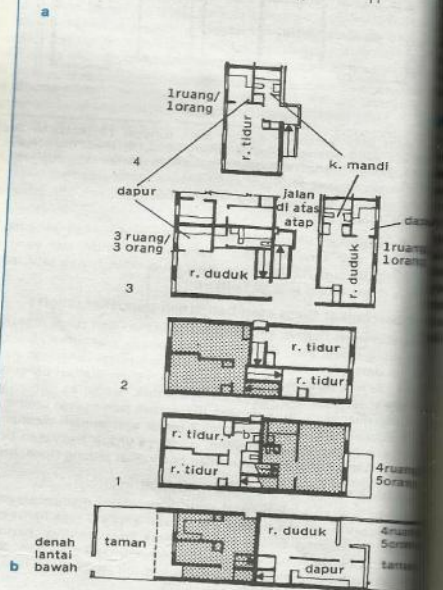 a
1ruang/
1orang
r. tidur
4
k. mandi
dapur
jalan
di atas
atap
3 ruang/
3 orang
r. duduk
r. duduk
1ruang
1orang
3
r. tidur
r. tidur
2
r. tidur.
b
r. tidur
1
4ruang
5orang
r. duduk
denah
lantai
bawah
taman
dapur
b